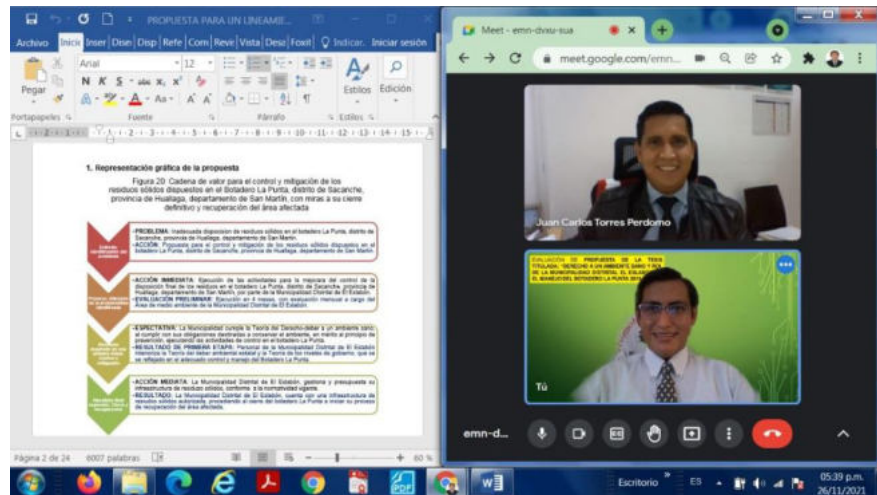 PROPUESTA PARA UN LINEAMIE...
Archivo Inicio Inser Disen Disp Refe Com Revi Vista Desa Foxit Indicar. Iniciar sesión
Arial 12
Pegar
N K S abc x₂ x²
Aa A A
Estilos Edición
Portapapeles Fuente Párrafo Estilos
1. Representación gráfica de la propuesta
Figura 20: Cadena de valor para el control y mitigación de los
residuos sólidos dispuestos en el Botadero La Punta, distrito de Sacanche,
provincia de Huallaga, departamento de San Martín, con miras a su cierre
definitivo y recuperación del área afectada
-PROBLEMA: Inadecuada disposición de residuos sólidos en el botadero La Punta, distrito de
Sacanche, provincia de Huallaga, departamento de San Martín.
-ACCIÓN: Propuesta para el control y mitigación de los residuos sólidos dispuestos en el
botadero La Punta, distrito de Sacanche, provincia de Huallaga, departamento de San Martín.
-ACCIÓN INMEDIATA: Ejecución de las actividades para la mejora del control de la
disposición final de los residuos en el botadero La Punta, distrito de Sacanche, provincia de
Huallaga, departamento de San Martín, por parte de la Municipalidad Distrital de El Eslabón.
-EVALUACIÓN PRELIMINAR: Ejecución en 4 meses, con evaluación mensual a cargo del
Área de medio ambiente de la Municipalidad Distrital de El Eslabón.
-ESPECTATIVA: La Municipalidad cumple la Teoría del Derecho-deber a un ambiente sano,
al cumplir con sus obligaciones destinadas a conservar el ambiente, en mérito al principio de
prevención, ejecutando las actividades de control en el botadero La Punta.
-RESULTADO DE PRIMERA ETAPA: Personal de la Municipalidad Distrital de El Eslabón
interioriza la Teoría del deber ambiental estatal y la Teoría de los niveles de gobierno, que se
ve reflejado en el adecuado control y manejo del Botadero La Punta.
-ACCIÓN MEDIATA: La Municipalidad Distrital de El Eslabón, gestiona y presupuesta su
infraestructura de residuos sólidos, conforme a la normatividad vigente.
-RESULTADO: La Municipalidad Distrital de El Eslabón, cuenta con una infraestructura de
residuos sólidos autorizada, procediendo al cierre del botadero La Punta e iniciar su proceso
de recuperación del área afectada.
Página 2 de 24 6007 palabras 60 %
Meet - emn-dvxu-sua
meet.google.com/emn...
Juan Carlos Torres Perdomo
EVALUACIÓN DE PROPUESTA DE LA TESIS
TITULADA: "DERECHO A UN AMBIENTE SANO Y ROL
DE LA MUNICIPALIDAD DISTRITAL EL ESLABÓN
EL MANEJO DEL BOTADERO LA PUNTA
Tú
emn-d...
Escritorio ES 05:39 p.m.
26/11/2021